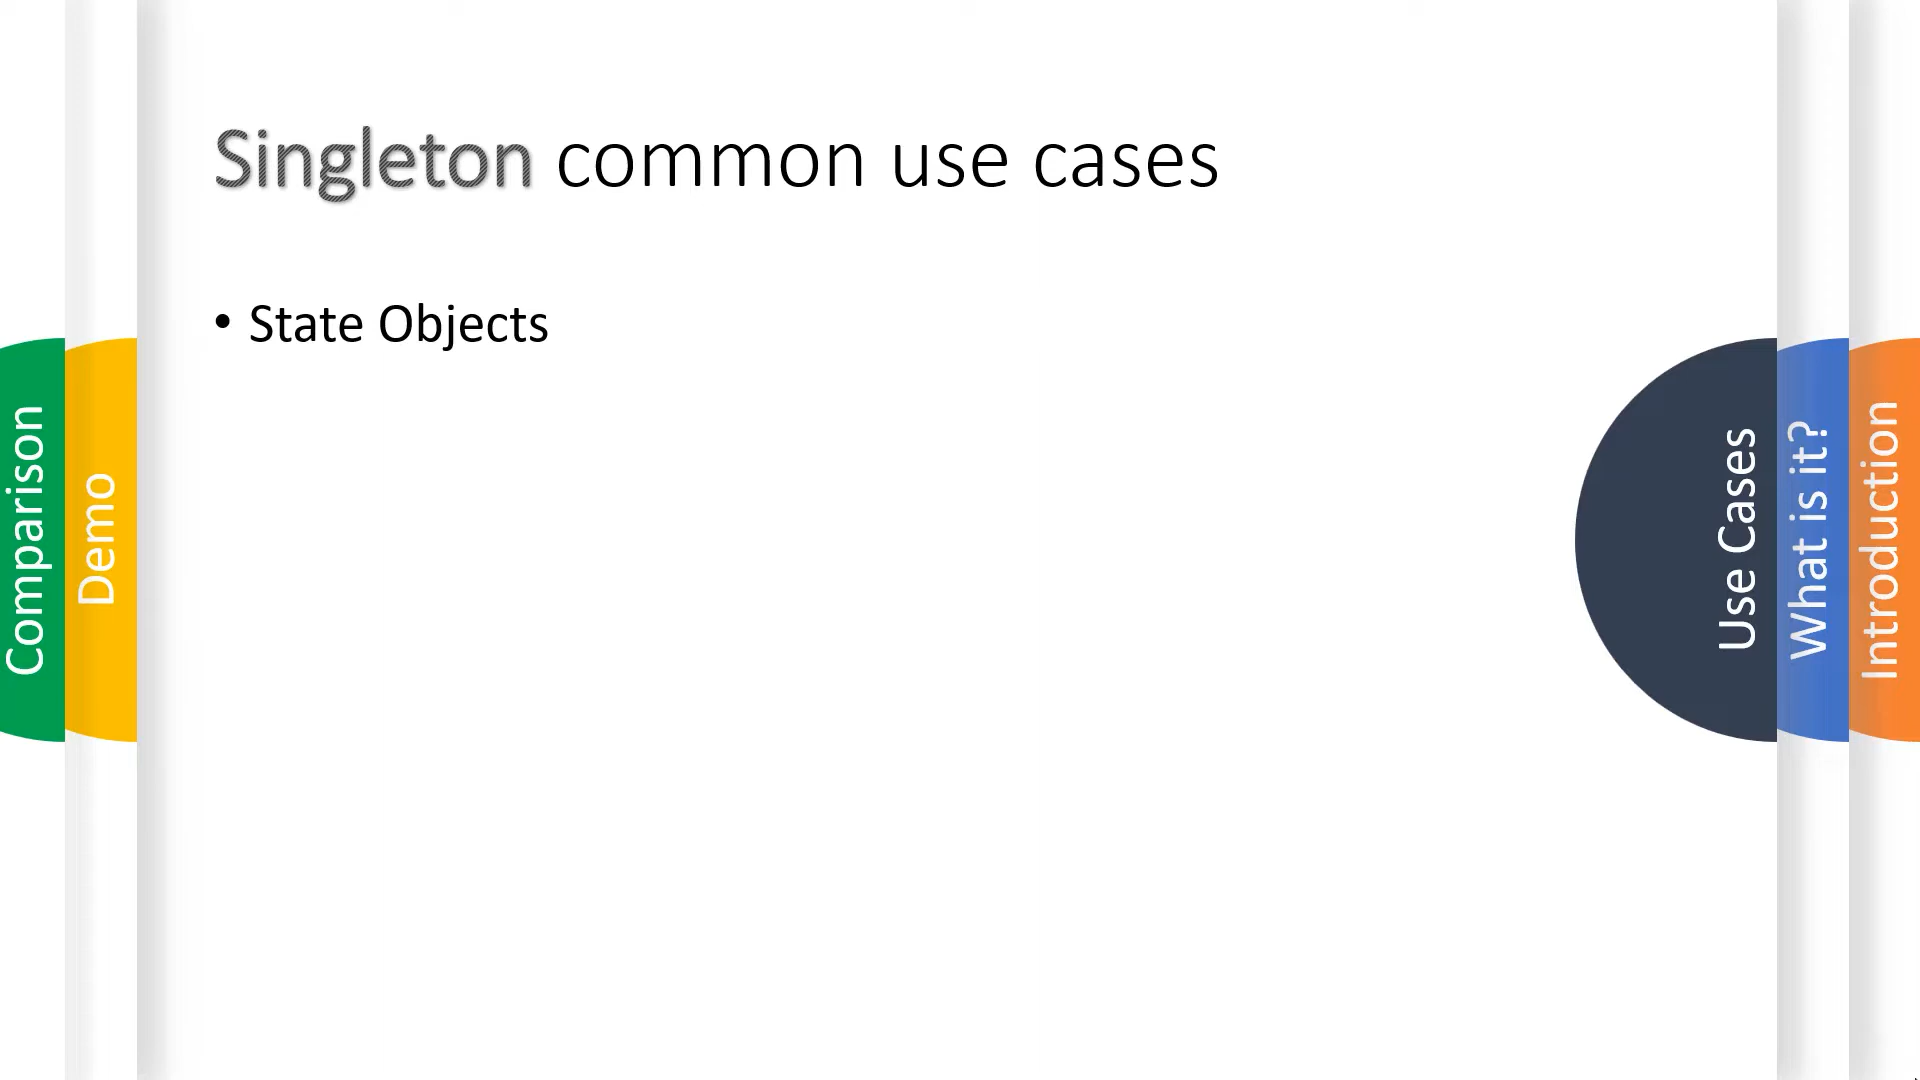 Singleton common use cases
• State Objects
Comparison
Demo
Use Cases
What is it?
Introduction